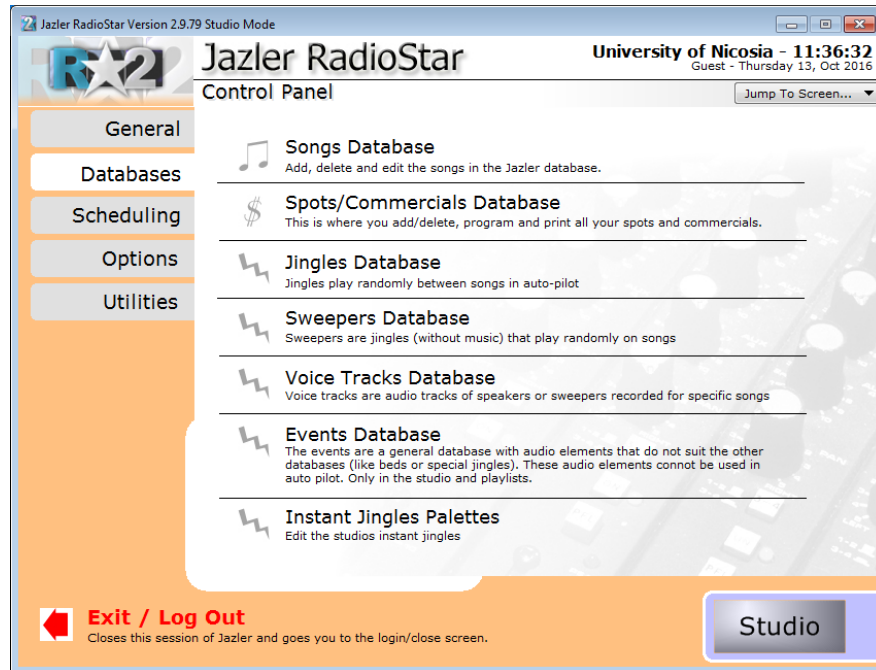 Jazler RadioStar Version 2.9.79 Studio Mode
R 2
Jazler RadioStar
University of Nicosia - 11:36:32
Guest - Thursday 13, Oct 2016
Control Panel
Jump To Screen...
General
Databases
Scheduling
Options
Utilities
Songs Database
Add, delete and edit the songs in the Jazler database.
Spots/Commercials Database
This is where you add/delete, program and print all your spots and commercials.
Jingles Database
Jingles play randomly between songs in auto-pilot
Sweepers Database
Sweepers are jingles (without music) that play randomly on songs
Voice Tracks Database
Voice tracks are audio tracks of speakers or sweepers recorded for specific songs
Events Database
The events are a general database with audio elements that do not suit the other
databases (like beds or special jingles). These audio elements connot be used in
auto pilot. Only in the studio and playlists.
Instant Jingles Palettes
Edit the studios instant jingles
Exit / Log Out
Closes this session of Jazler and goes you to the login/close screen.
Studio